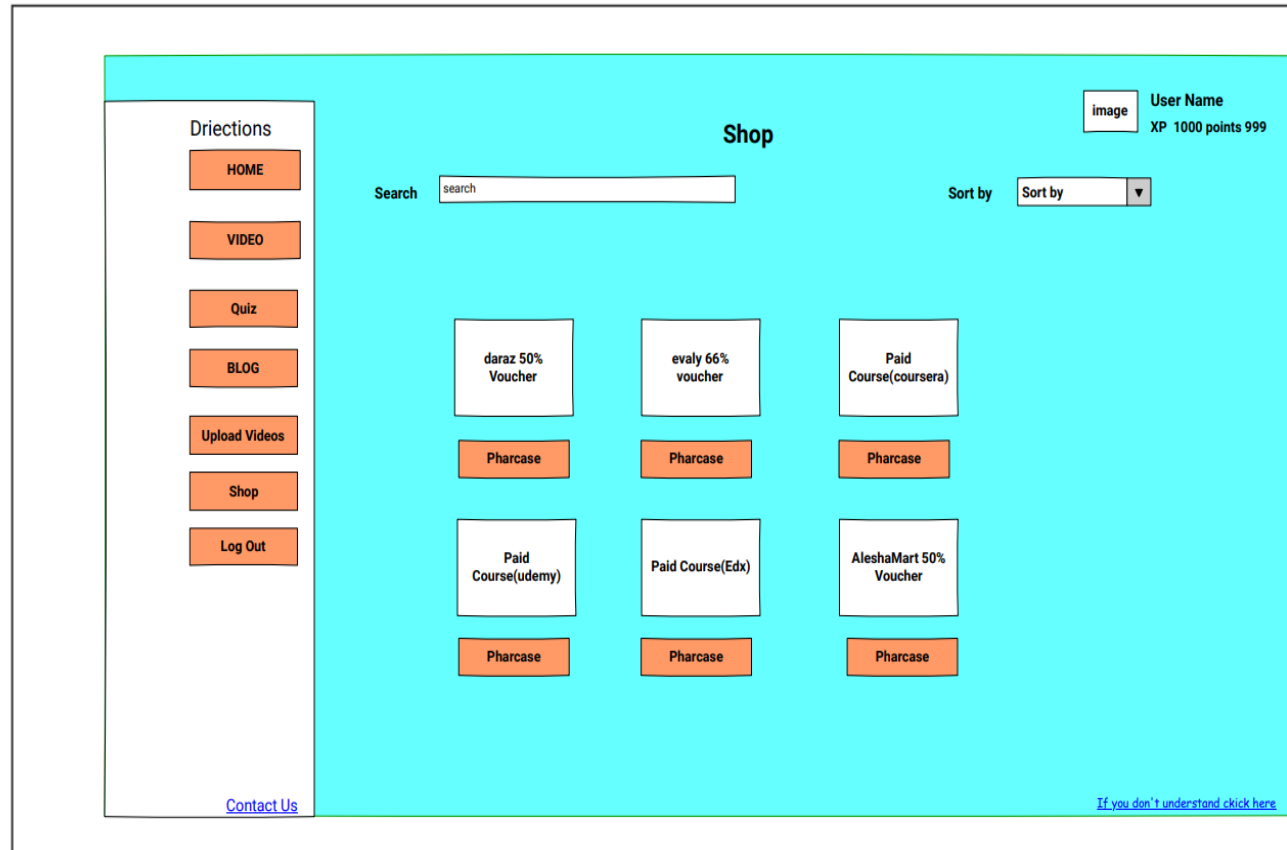 Driections
HOME
VIDEO
Quiz
BLOG
Upload Videos
Shop
Log Out
Contact Us
Shop
image
User Name
XP 1000 points 999
Search
search
Sort by
Sort by
daraz 50%
Voucher
evaly 66%
voucher
Paid
Course(coursera)
Pharcase
Pharcase
Pharcase
Paid
Course(udemy)
Paid Course(Edx)
AleshaMart 50%
Voucher
Pharcase
Pharcase
Pharcase
If you don't understand ckick here